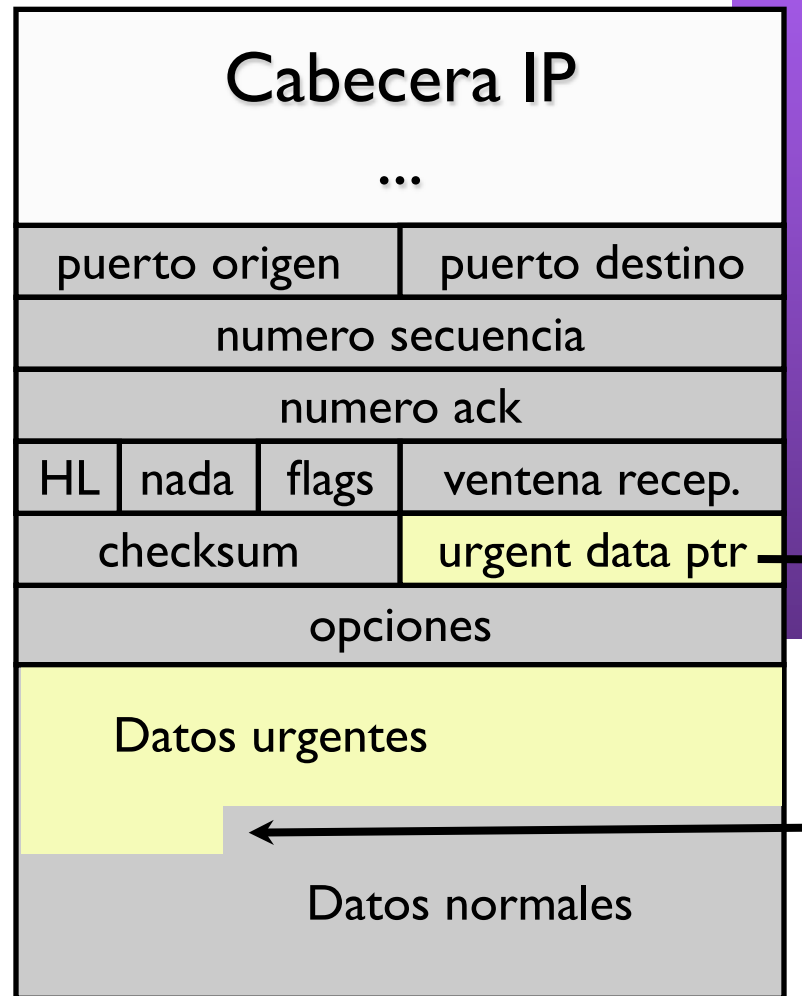 Cabecera IP
...
puerto origen puerto destino
numero secuencia
numero ack
HL nada flags ventena recep.
checksum urgent data ptr
opciones
Datos urgentes
Datos normales